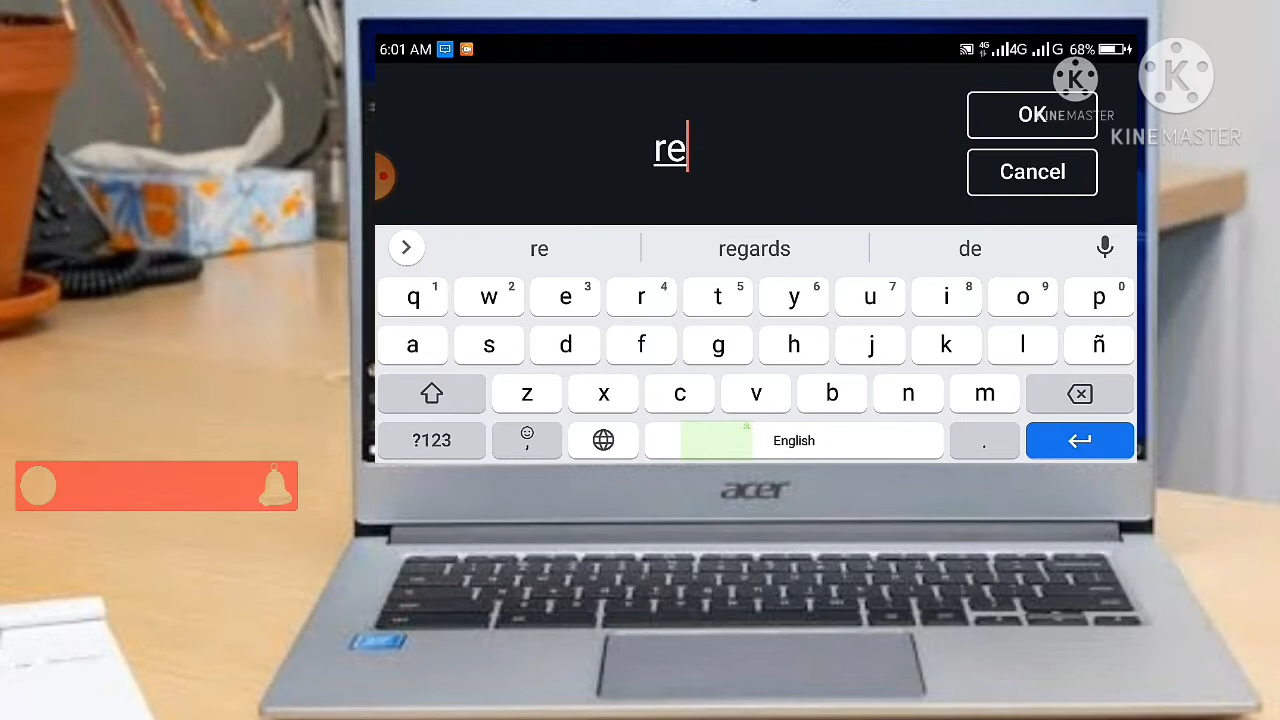 6:01 AM 4G 4G G 68%
re
OK
KINEMASTER
K
K
KINEMASTER
Cancel
re regards de
q 1 w 2 e 3 r 4 t 5 y 6 u 7 i 8 o 9 p 0
a s d f g h j k l ñ
z x c v b n m
?123 , English .
acer